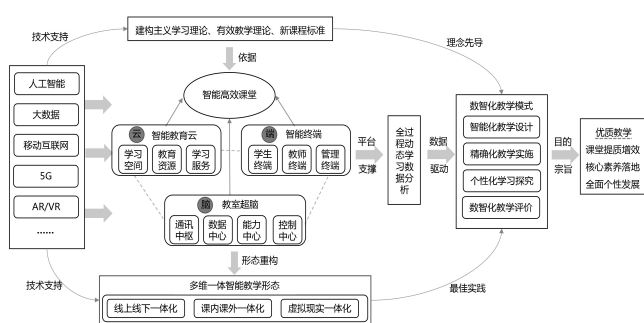 建构主义学习理论、有效教学理论、新课程标准
技术支持
理念先导
依据
人工智能
大数据
移动互联网
5G
AR/VR
......
智能高效课堂
云 智能教育云
学习空间
教育资源
学习服务
端 智能终端
学生终端
教师终端
管理终端
脑 教室超脑
通讯中枢
数据中心
能力中心
控制中心
平台
支撑
全过程动态学习数据分析
数据
驱动
数智化教学模式
智能化教学设计
精确化教学实施
个性化学习探究
数智化教学评价
目的
宗旨
优质教学
课堂提质增效
核心素养落地
全面个性发展
形态重构
技术支持
最佳实践
多维一体智能教学形态
线上线下一体化
课内课外一体化
虚拟现实一体化